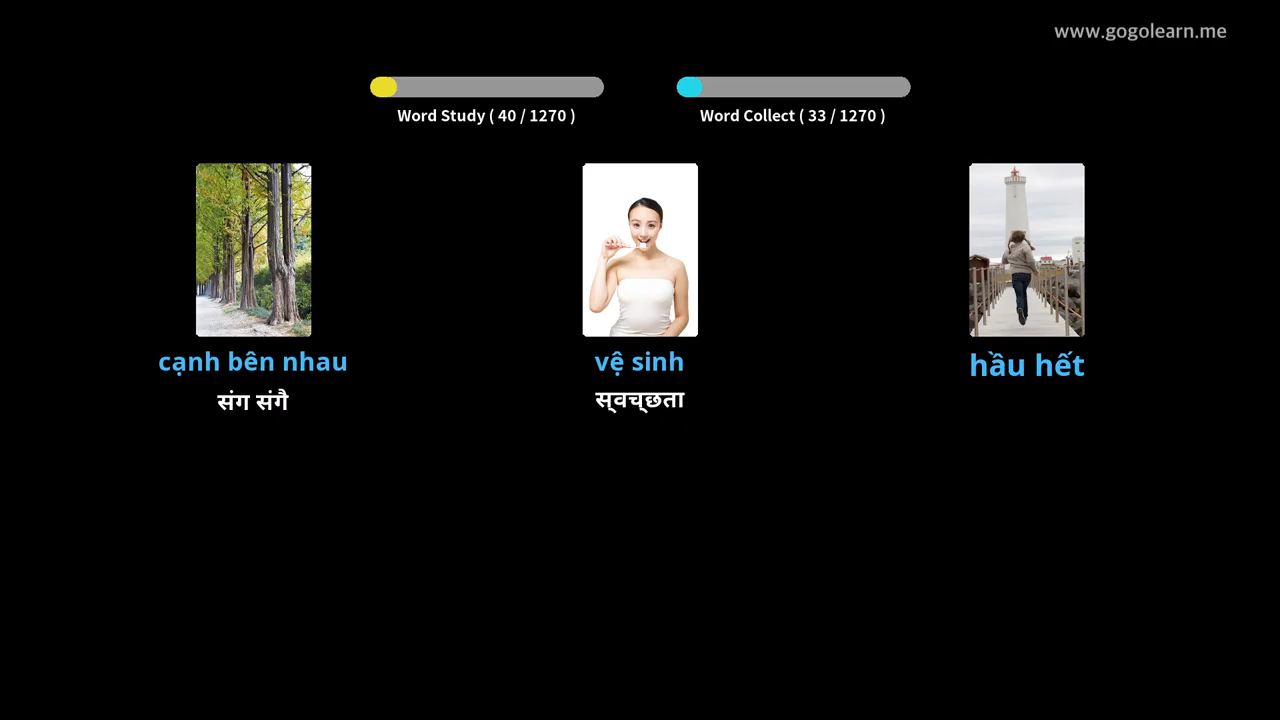 www.gogolearn.me
Word Study ( 40 / 1270 )
Word Collect ( 33 / 1270 )
cạnh bên nhau
संग संगै
vệ sinh
स्वच्छता
hầu hết